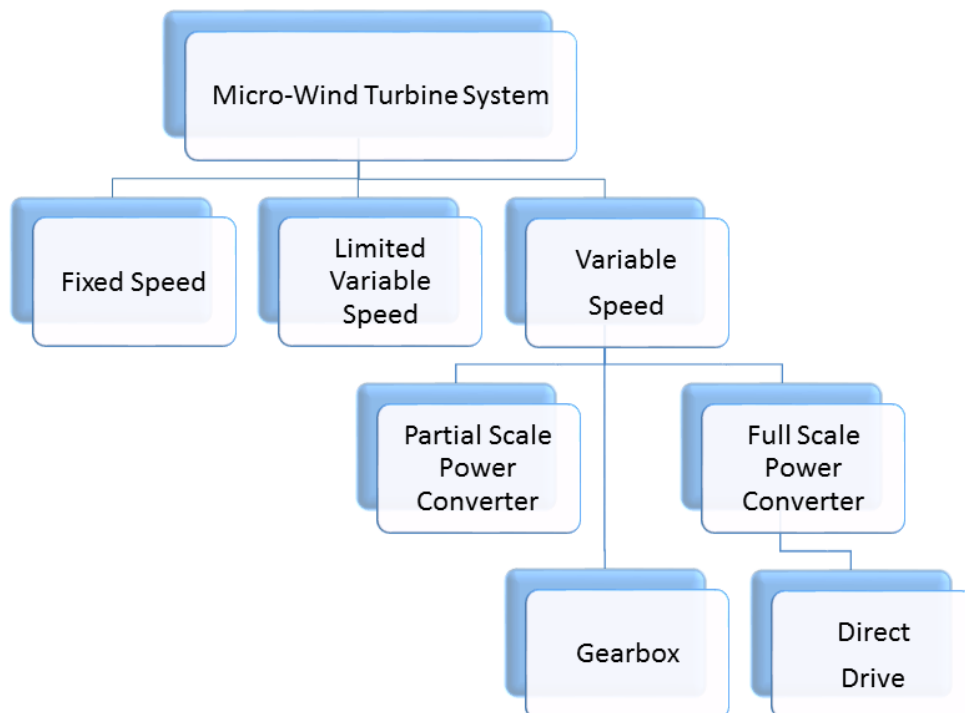 Micro-Wind Turbine System
Fixed Speed
Limited
Variable
Speed
Variable
Speed
Partial Scale
Power
Converter
Full Scale
Power
Converter
Gearbox
Direct
Drive